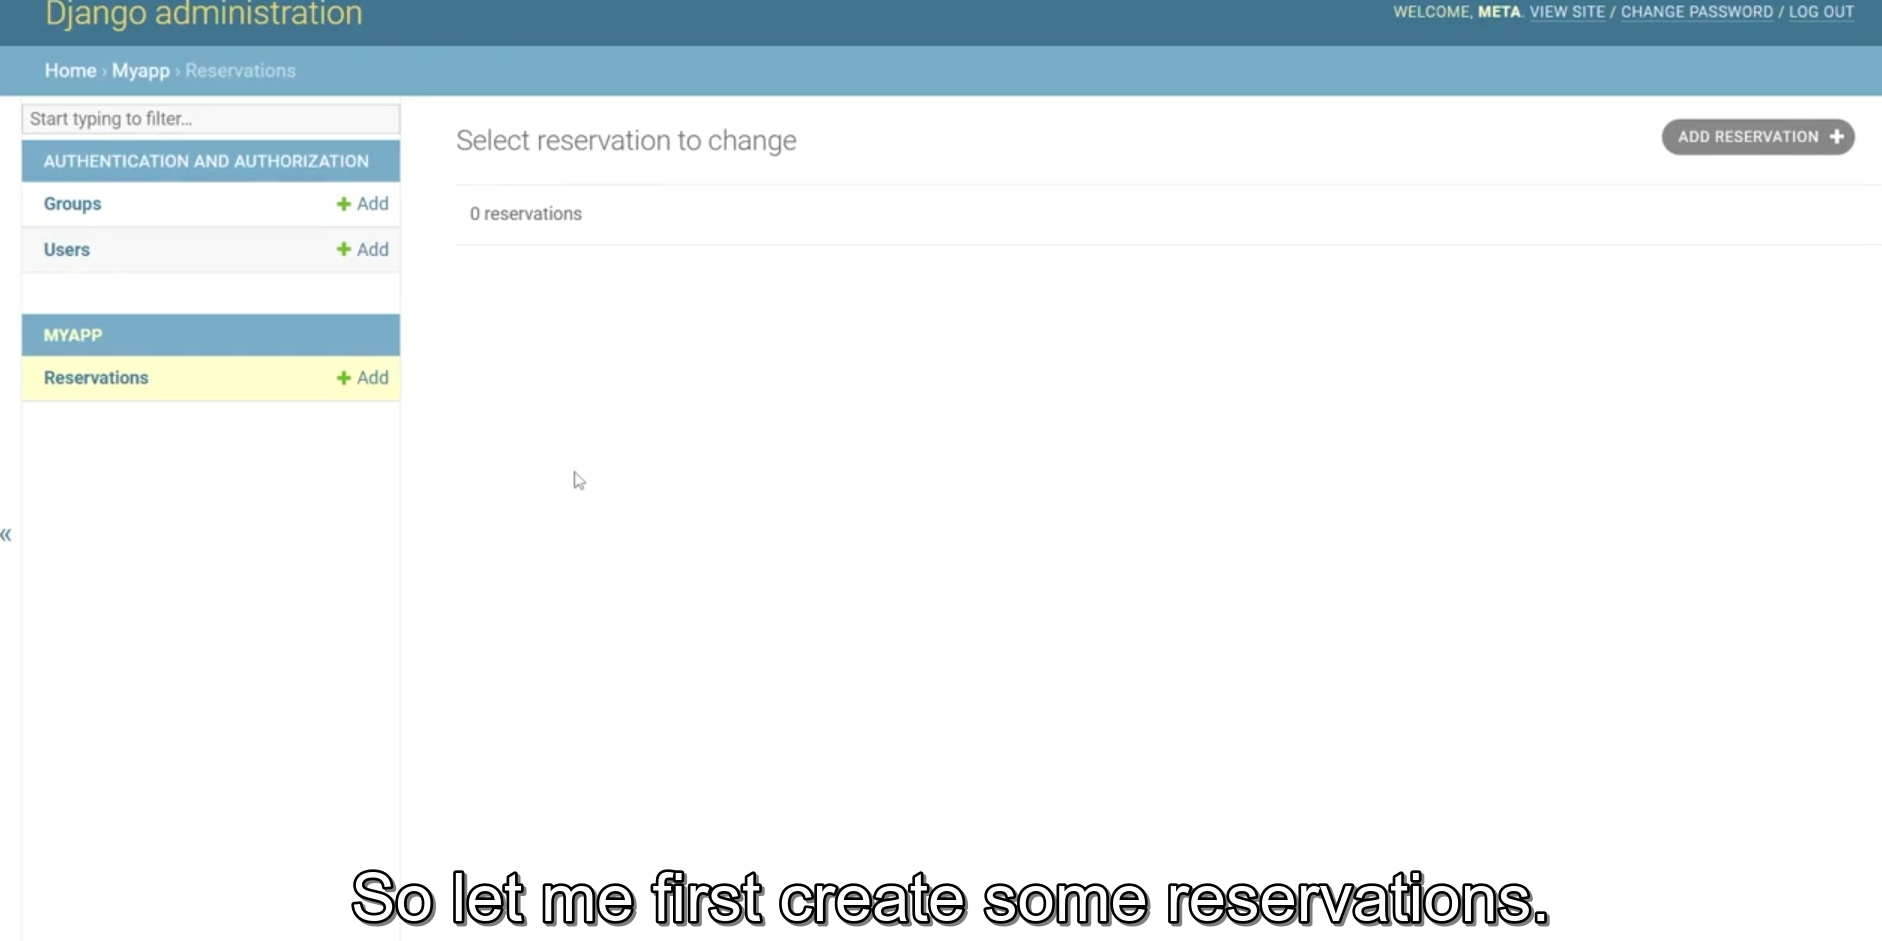 Django administration
WELCOME, META. VIEW SITE / CHANGE PASSWORD / LOG OUT
Home › Myapp › Reservations
Start typing to filter...
AUTHENTICATION AND AUTHORIZATION
Groups + Add
Users + Add
MYAPP
Reservations + Add
«
Select reservation to change
ADD RESERVATION +
0 reservations
So let me first create some reservations.